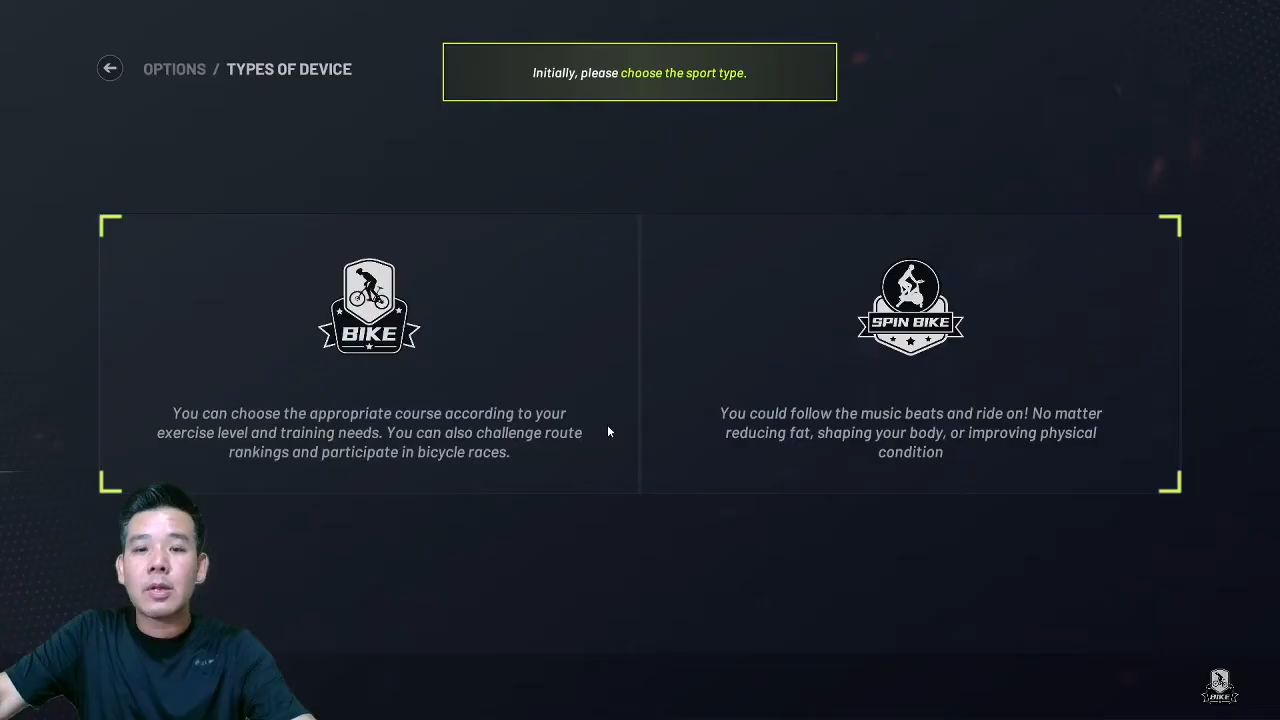 OPTIONS / TYPES OF DEVICE
Initially, please choose the sport type.
BIKE
You can choose the appropriate course according to your
exercise level and training needs. You can also challenge route
rankings and participate in bicycle races.
SPIN BIKE
You could follow the music beats and ride on! No matter
reducing fat, shaping your body, or improving physical
condition
BIKE